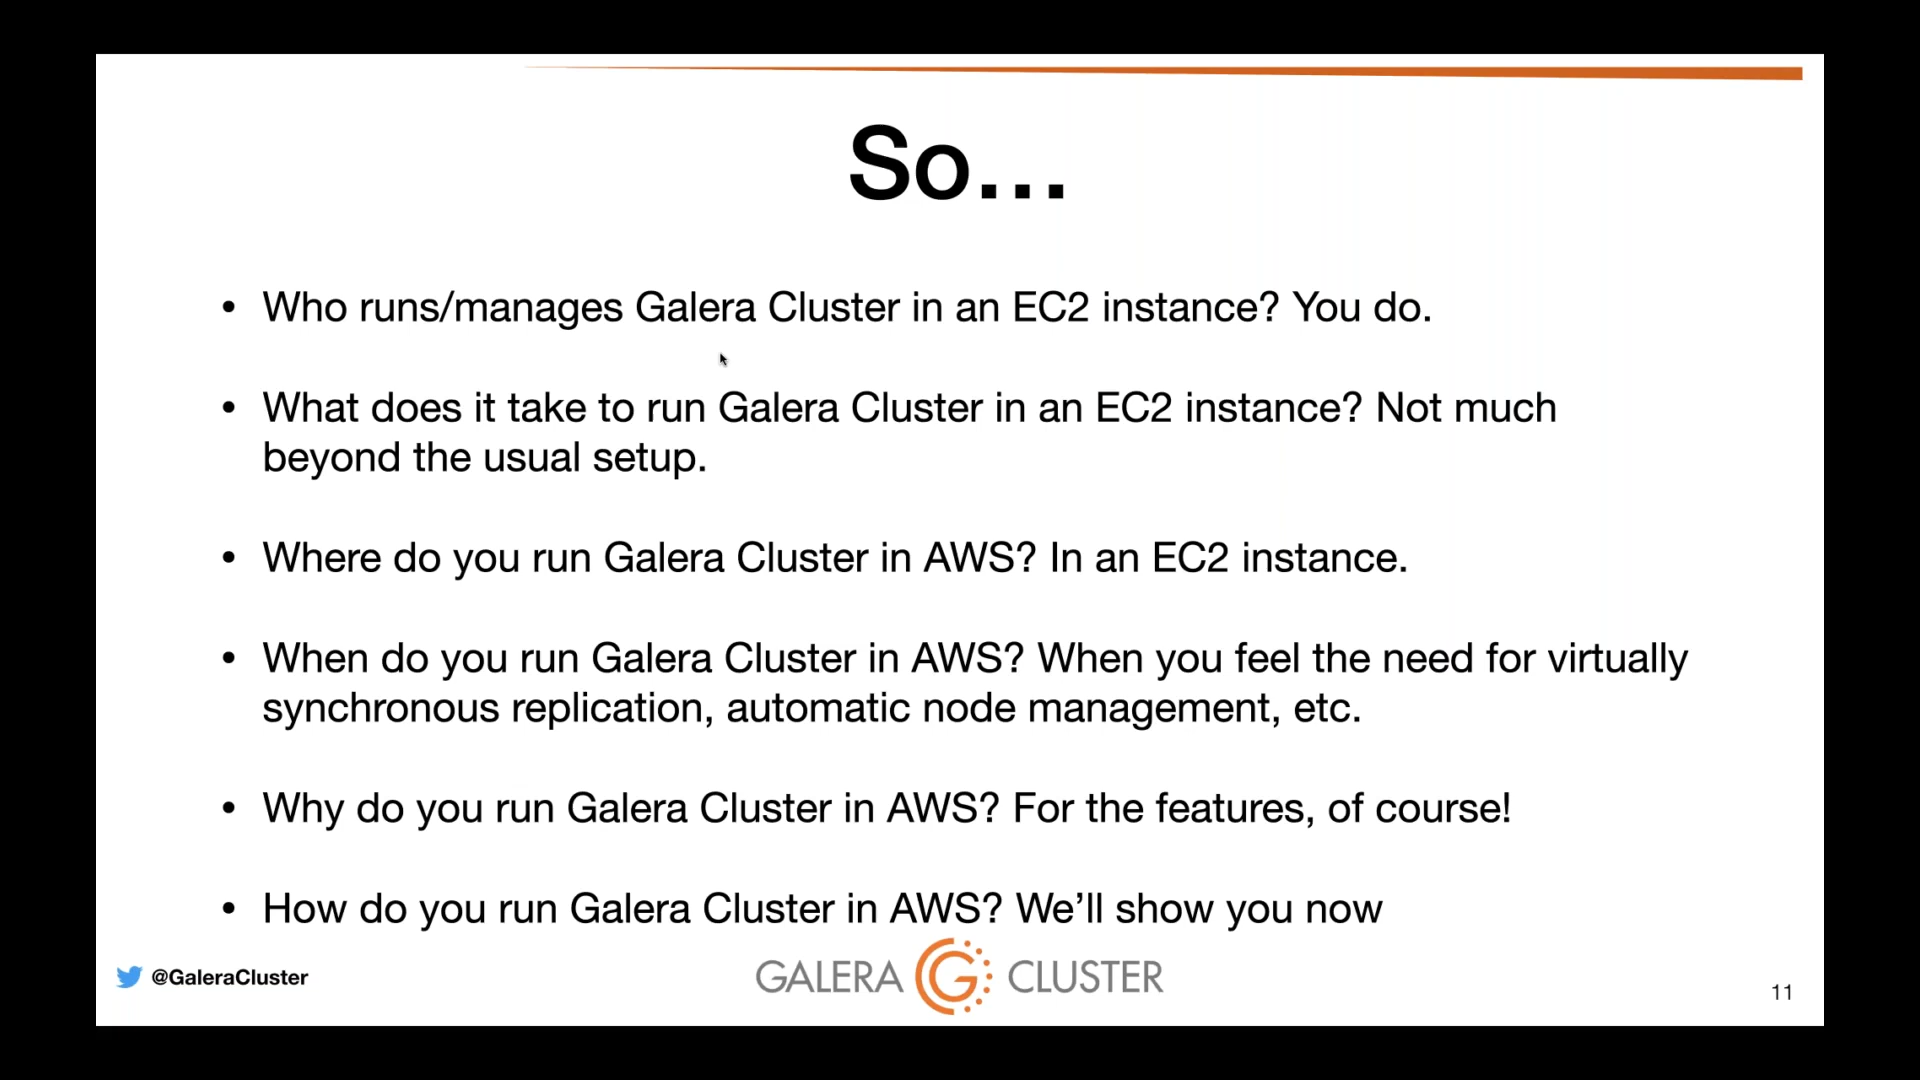 So...
• Who runs/manages Galera Cluster in an EC2 instance? You do.
• What does it take to run Galera Cluster in an EC2 instance? Not much
beyond the usual setup.
• Where do you run Galera Cluster in AWS? In an EC2 instance.
• When do you run Galera Cluster in AWS? When you feel the need for virtually
synchronous replication, automatic node management, etc.
• Why do you run Galera Cluster in AWS? For the features, of course!
• How do you run Galera Cluster in AWS? We’ll show you now
@GaleraCluster
GALERA CLUSTER
11